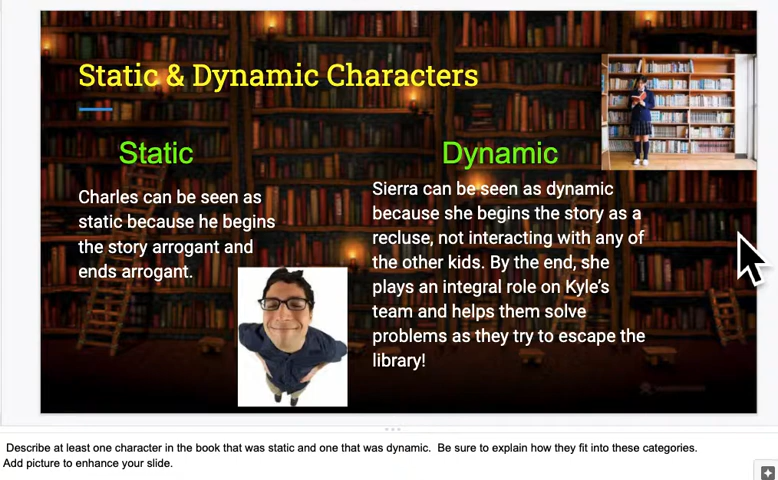 Static & Dynamic Characters
Static
Charles can be seen as
static because he begins
the story arrogant and
ends arrogant.
Dynamic
Sierra can be seen as dynamic
because she begins the story as a
recluse, not interacting with any of
the other kids. By the end, she
plays an integral role on Kyle's
team and helps them solve
problems as they try to escape the
library!
Describe at least one character in the book that was static and one that was dynamic. Be sure to explain how they fit into these categories.
Add picture to enhance your slide.